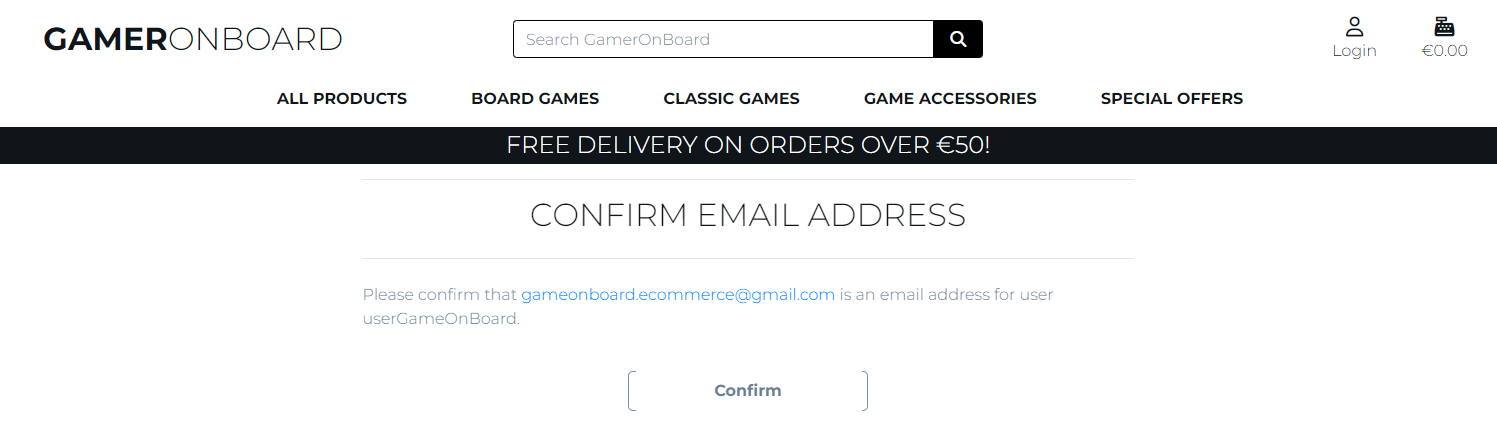 GAMERONBOARD
Search GamerOnBoard
Login
€0.00
ALL PRODUCTS BOARD GAMES CLASSIC GAMES GAME ACCESSORIES SPECIAL OFFERS
FREE DELIVERY ON ORDERS OVER €50!
CONFIRM EMAIL ADDRESS
Please confirm that gameonboard.ecommerce@gmail.com is an email address for user
userGameOnBoard.
Confirm